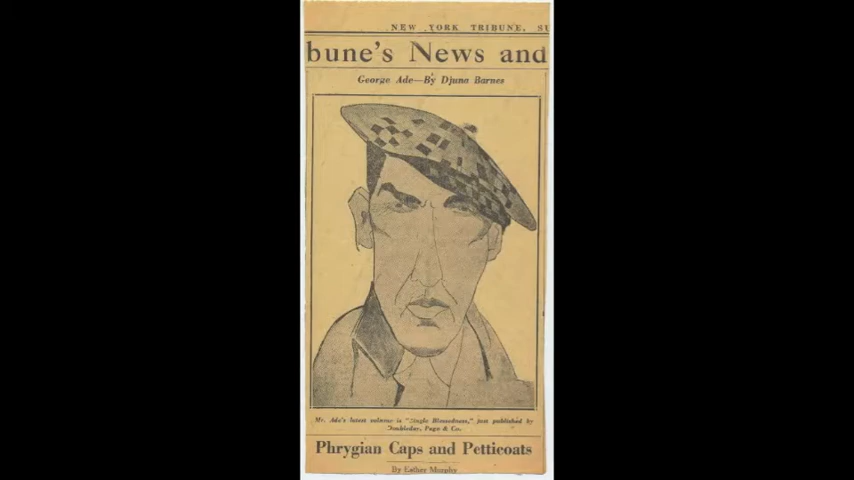 NEW YORK TRIBUNE, SU
bune's News and
George Ade—By Djuna Barnes
Mr. Ade's latest volume is "Single Blessedness," just published by
Doubleday, Page & Co.
Phrygian Caps and Petticoats
By Esther Murphy